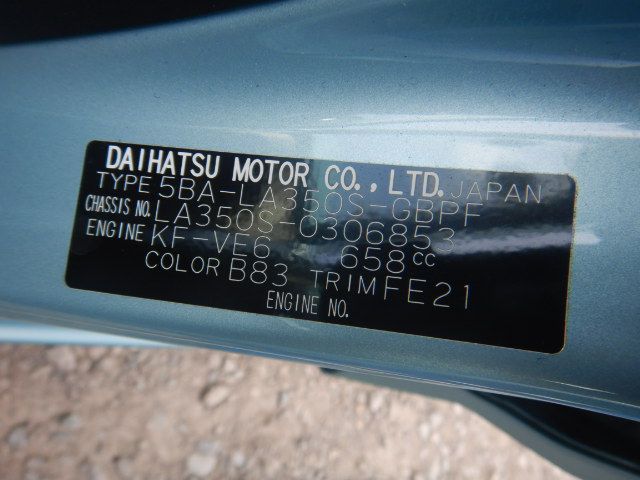 DAIHATSU MOTOR CO., LTD. JAPAN
TYPE 5BA-LA350S-GBPF
CHASSIS NO. LA350S-0306853
ENGINE KF-VE6 658cc
COLOR B83 TRIM FE21
ENGINE NO.